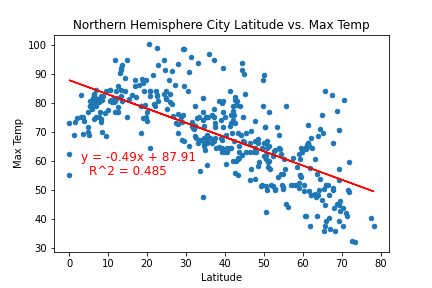 Northern Hemisphere City Latitude vs. Max Temp
100
90
80
70
60
50
40
30
Max Temp
y = -0.49x + 87.91
R^2 = 0.485
0 10 20 30 40 50 60 70 80
Latitude